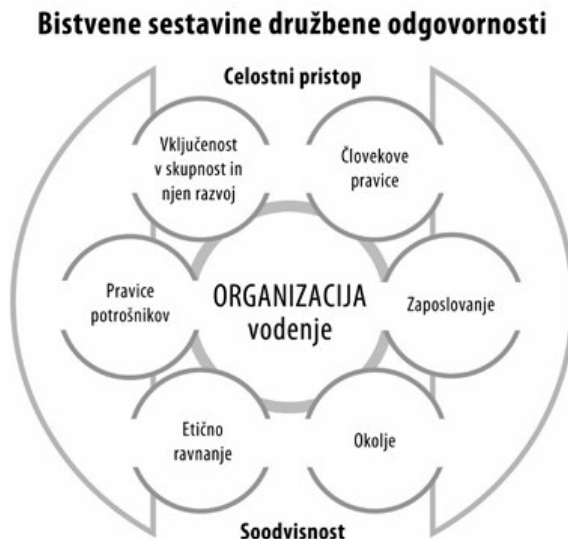 Bistvene sestavine družbene odgovornosti
Celostni pristop
Vključenost
v skupnost in
njen razvoj
Človekove
pravice
Pravice
potrošnikov
ORGANIZACIJA
vodenje
Zaposlovanje
Etično
ravnanje
Okolje
Soodvisnost